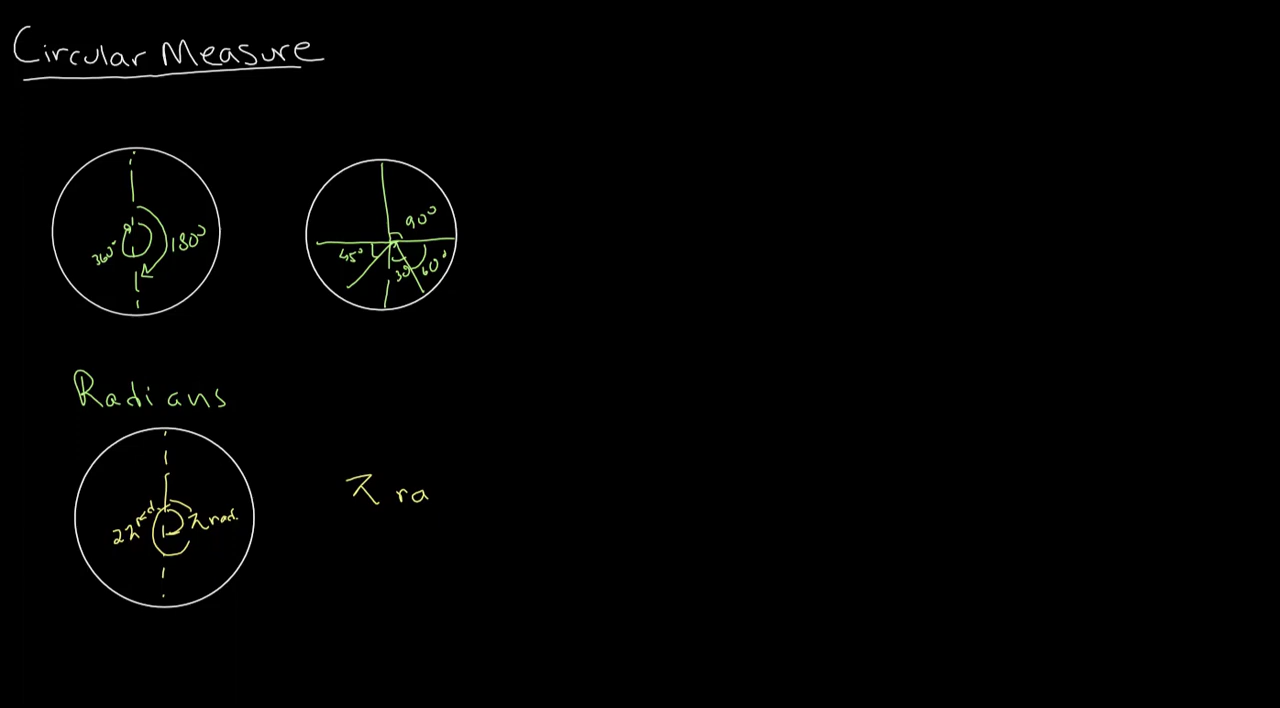 Circular Measure
360° 180°
90°
45° 30° 60°
Radians
π ra
2π rad. π rad.